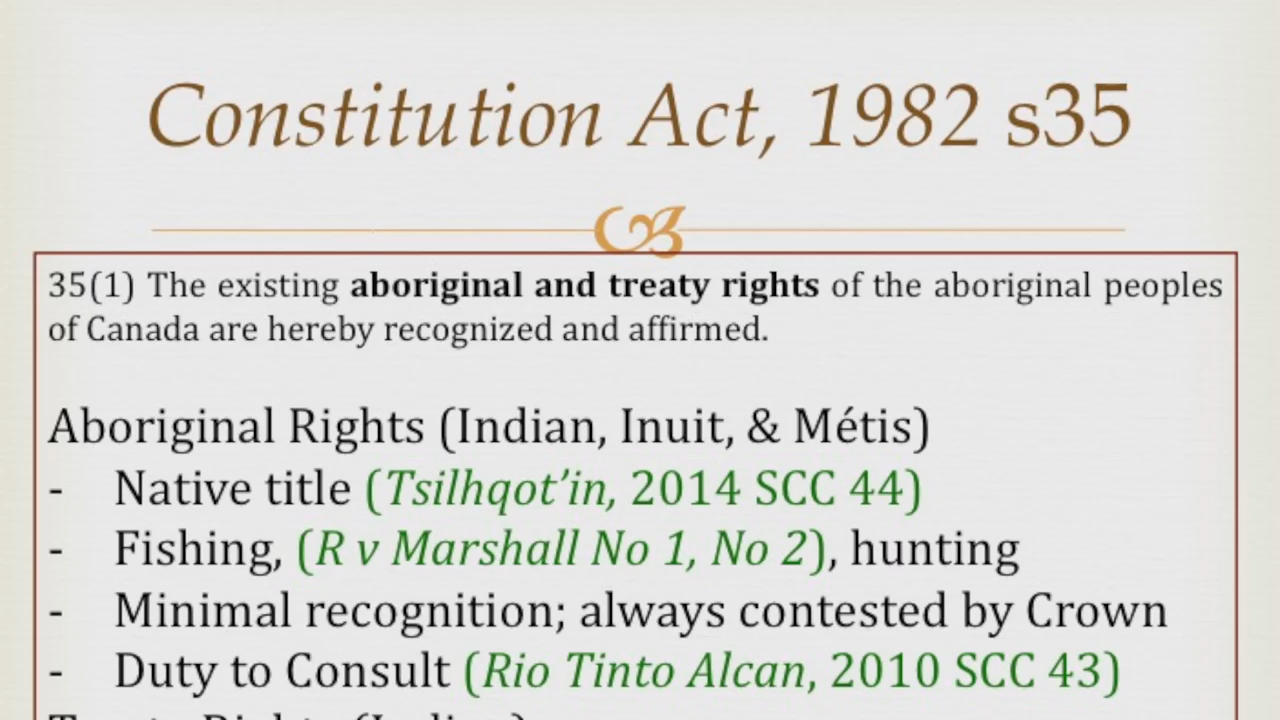 Constitution Act, 1982 s35
35(1) The existing aboriginal and treaty rights of the aboriginal peoples
of Canada are hereby recognized and affirmed.
Aboriginal Rights (Indian, Inuit, & Métis)
- Native title (Tsilhqot’in, 2014 SCC 44)
- Fishing, (R v Marshall No 1, No 2), hunting
- Minimal recognition; always contested by Crown
- Duty to Consult (Rio Tinto Alcan, 2010 SCC 43)